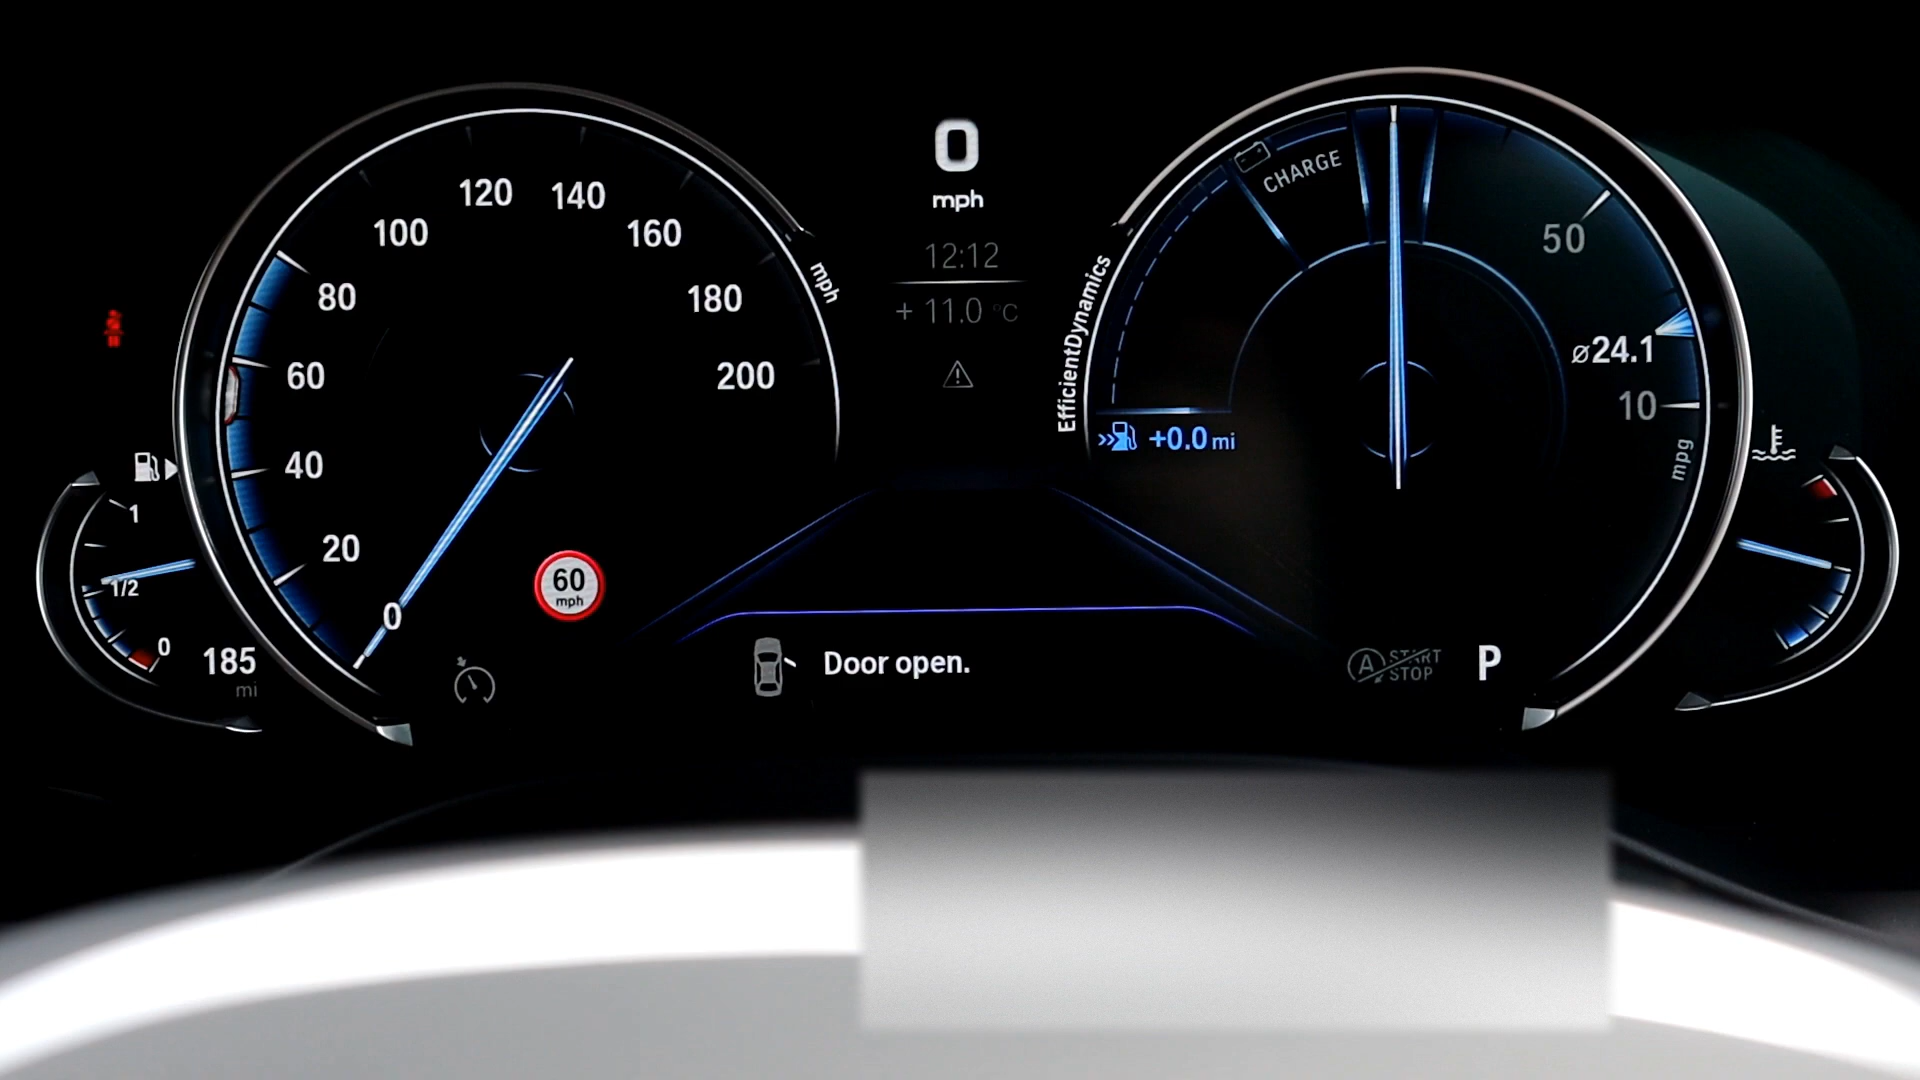 0
mph
12:12
+ 11.0 °C
120
140
100
160
80
180
60
200
40
20
0
mph
60
mph
1
1/2
0
185
mi
CHARGE
EfficientDynamics
50
ø24.1
10
mpg
+0.0 mi
Door open.
A START
STOP
P